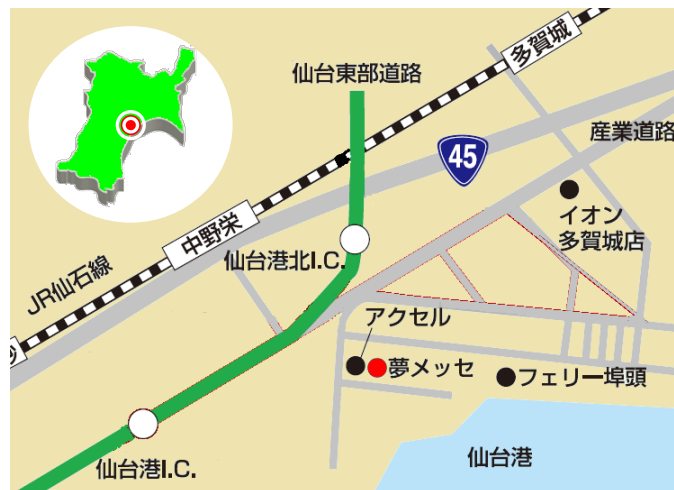 多賀城
仙台東部道路
45
産業道路
イオン
多賀城店
中野栄
仙台港北I.C.
JR仙石線
アクセル
夢メッセ
フェリー埠頭
仙台港I.C.
仙台港